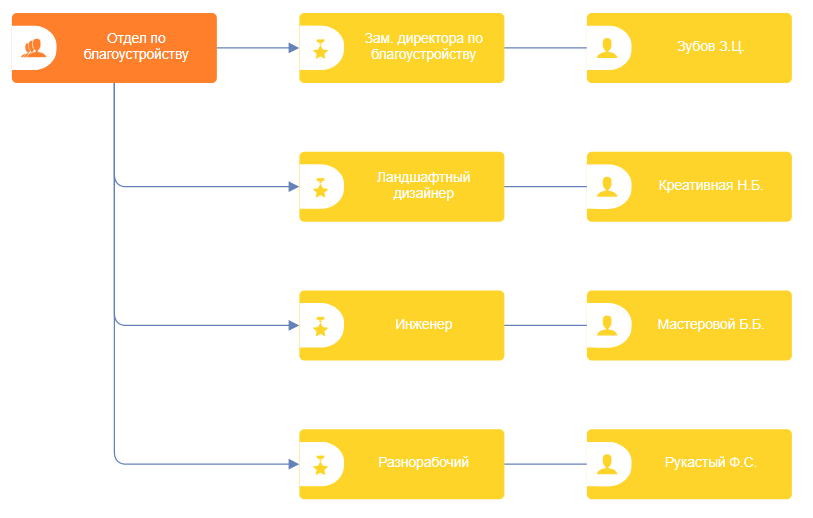 Отдел по
благоустройству
Зам. директора по
благоустройству
Зубов З.Ц.
Ландшафтный
дизайнер
Креативная Н.Б.
Инженер
Мастеровой Б.Б.
Разнорабочий
Рукастый Ф.С.